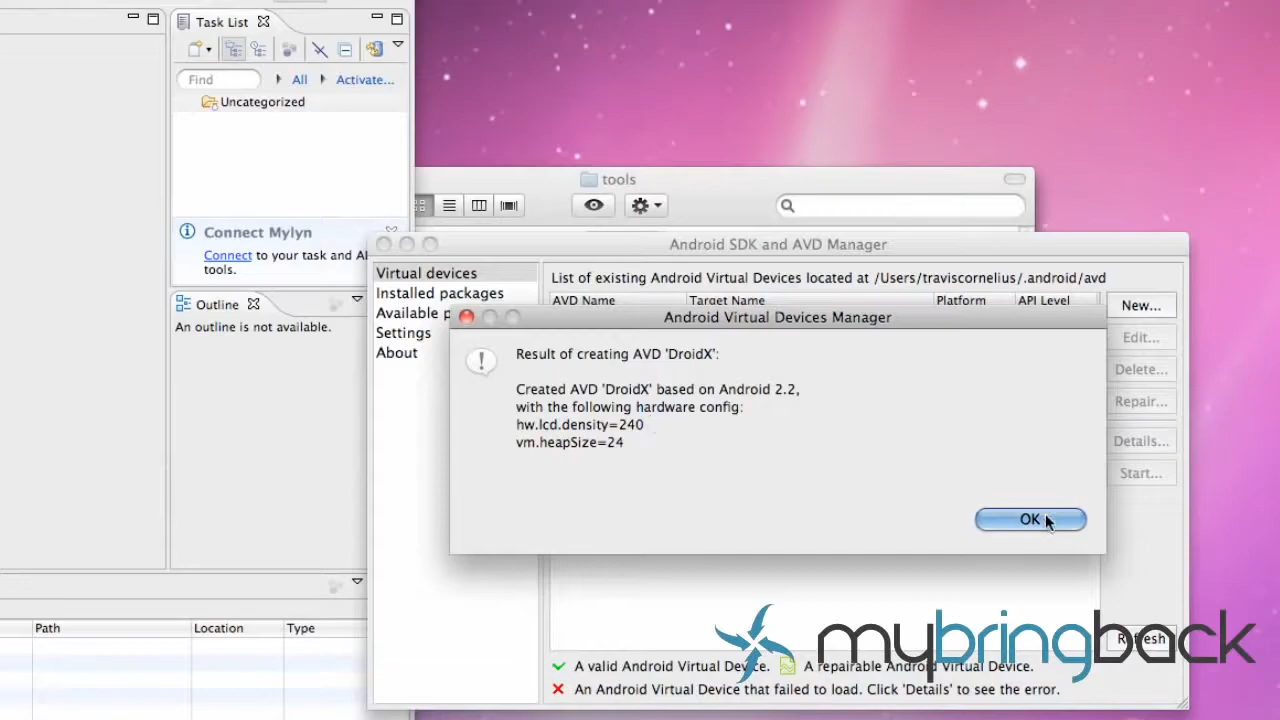 Task List
Find
All
Activate...
Uncategorized
Connect Mylyn
Connect to your task and
tools.
Outline
An outline is not available.
Path
Location
Type
tools
Android SDK and AVD Manager
Virtual devices
Installed packages
Available
Settings
About
List of existing Android Virtual Devices located at /Users/traviscornelius/.android/avd
AVD Name
Target Name
Platform
API Level
New...
Edit...
Delete...
Repair...
Details...
Start...
Android Virtual Devices Manager
Result of creating AVD 'DroidX':
Created AVD 'DroidX' based on Android 2.2,
with the following hardware config:
hw.lcd.density=240
vm.heapSize=24
OK
Refresh
A valid Android Virtual Device.
A repairable Android Virtual Device.
An Android Virtual Device that failed to load. Click 'Details' to see the error.
mybringback